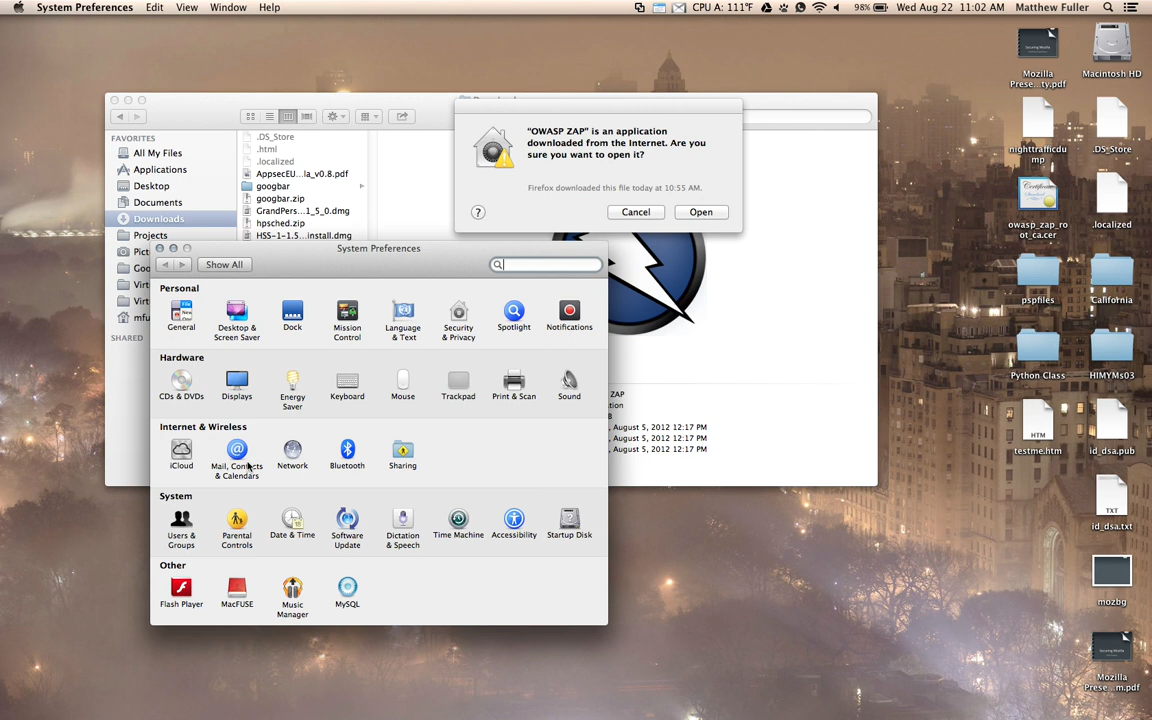 System Preferences Edit View Window Help CPU A: 111°F 98% Wed Aug 22 11:02 AM Matthew Fuller
FAVORITES
All My Files
Applications
Desktop
Documents
Downloads
Projects
Pict
Goo
Virt
Virt
mfu
SHARED
.DS_Store
.html
.localized
AppsecEU...la_v0.8.pdf
googbar
googbar.zip
GrandPers...1_5_0.dmg
hpsched.zip
HSS-1-1.5...install.dmg
"OWASP ZAP" is an application
downloaded from the Internet. Are you
sure you want to open it?
Firefox downloaded this file today at 10:55 AM.
?
Cancel
Open
ZAP
tion
, August 5, 2012 12:17 PM
, August 5, 2012 12:17 PM
, August 5, 2012 12:17 PM
System Preferences
Show All
Personal
General
Desktop &
Screen Saver
Dock
Mission
Control
Language
& Text
Security
& Privacy
Spotlight
Notifications
Hardware
CDs & DVDs
Displays
Energy
Saver
Keyboard
Mouse
Trackpad
Print & Scan
Sound
Internet & Wireless
iCloud
Mail, Contacts
& Calendars
Network
Bluetooth
Sharing
System
Users &
Groups
Parental
Controls
Date & Time
Software
Update
Dictation
& Speech
Time Machine
Accessibility
Startup Disk
Other
Flash Player
MacFUSE
Music
Manager
MySQL
Mozilla
Prese...ty.pdf
Macintosh HD
nighttrafficdu
mp
.DS_Store
owasp_zap_ro
ot_ca.cer
.localized
pspfiles
California
Python Class
HIMYMs03
HTM
testme.htm
id_dsa.pub
TXT
id_dsa.txt
mozbg
Mozilla
Prese...m.pdf